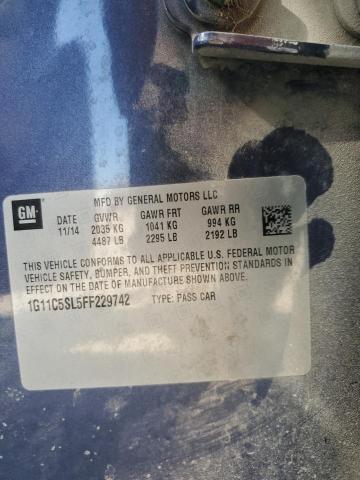 GM
MFD BY GENERAL MOTORS LLC
DATE GVWR GAWR FRT GAWR RR
11/14 2035 KG 1041 KG 994 KG
4487 LB 2295 LB 2192 LB
THIS VEHICLE CONFORMS TO ALL APPLICABLE U.S. FEDERAL MOTOR
VEHICLE SAFETY, BUMPER, AND THEFT PREVENTION STANDARDS IN
EFFECT ON THE DATE OF MANUFACTURE SHOWN ABOVE.
1G11C5SL5FF229742 TYPE: PASS CAR